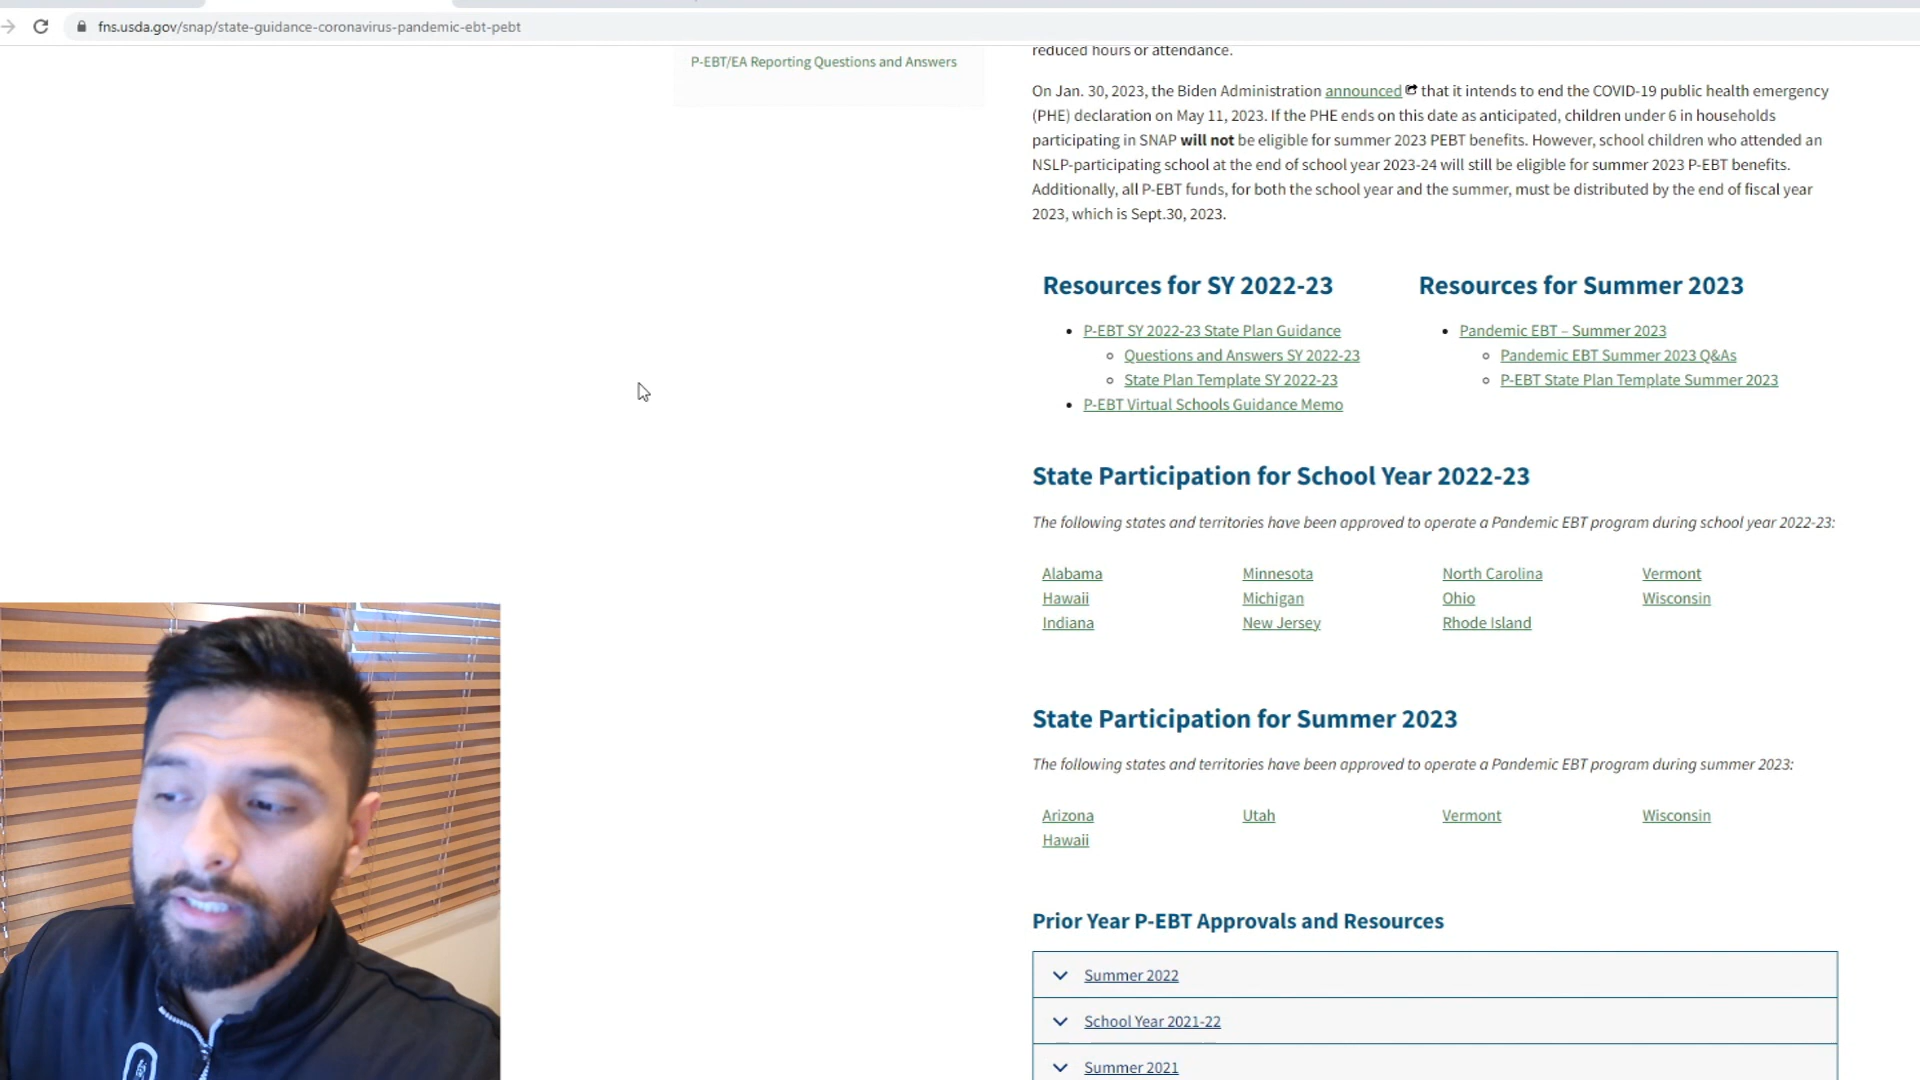 fns.usda.gov/snap/state-guidance-coronavirus-pandemic-ebt-pebt
P-EBT/EA Reporting Questions and Answers
reduced hours or attendance.
On Jan. 30, 2023, the Biden Administration announced that it intends to end the COVID-19 public health emergency
(PHE) declaration on May 11, 2023. If the PHE ends on this date as anticipated, children under 6 in households
participating in SNAP will not be eligible for summer 2023 PEBT benefits. However, school children who attended an
NSLP-participating school at the end of school year 2023-24 will still be eligible for summer 2023 P-EBT benefits.
Additionally, all P-EBT funds, for both the school year and the summer, must be distributed by the end of fiscal year
2023, which is Sept.30, 2023.
Resources for SY 2022-23
P-EBT SY 2022-23 State Plan Guidance
Questions and Answers SY 2022-23
State Plan Template SY 2022-23
P-EBT Virtual Schools Guidance Memo
Resources for Summer 2023
Pandemic EBT – Summer 2023
Pandemic EBT Summer 2023 Q&As
P-EBT State Plan Template Summer 2023
State Participation for School Year 2022-23
The following states and territories have been approved to operate a Pandemic EBT program during school year 2022-23:
Alabama
Hawaii
Indiana
Minnesota
Michigan
New Jersey
North Carolina
Ohio
Rhode Island
Vermont
Wisconsin
State Participation for Summer 2023
The following states and territories have been approved to operate a Pandemic EBT program during summer 2023:
Arizona
Hawaii
Utah
Vermont
Wisconsin
Prior Year P-EBT Approvals and Resources
Summer 2022
School Year 2021-22
Summer 2021